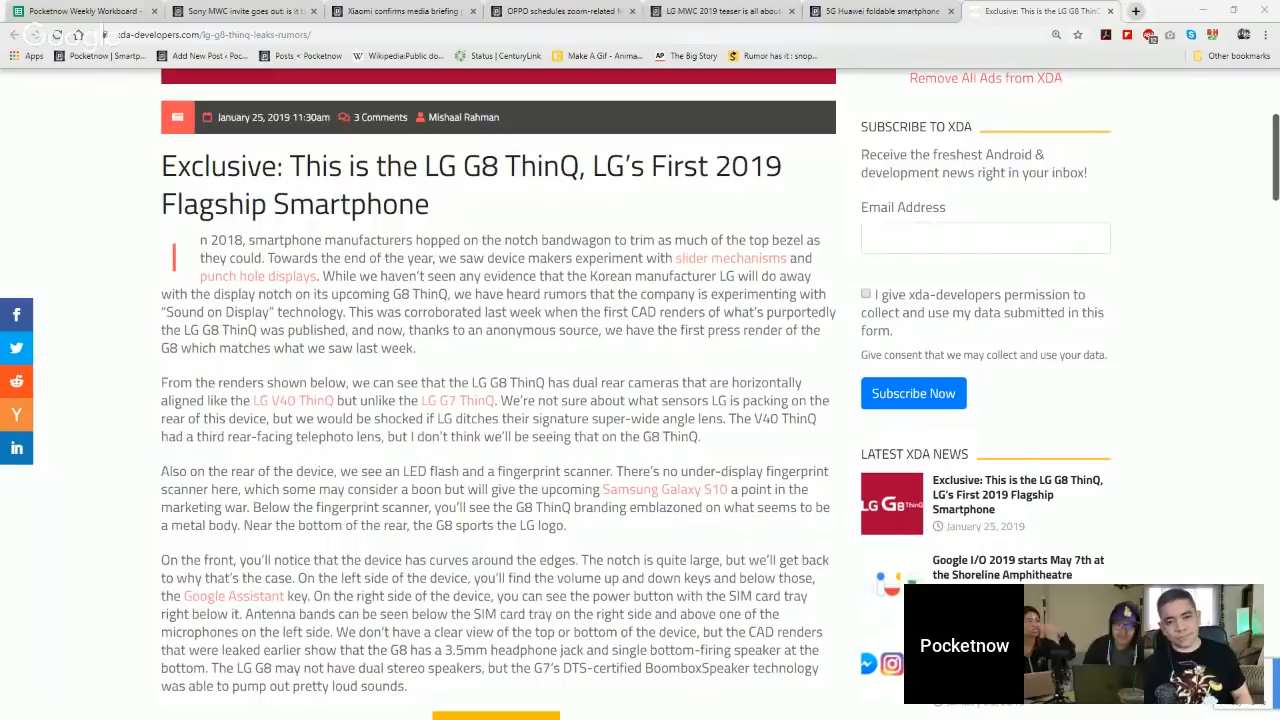 Pocketnow Weekly Workbook
Sony MWC invite goes out: is t
Xiaomi confirms media briefing
OPPO schedules zoom-related
LG MWC 2019 teaser is all about
5G Huawei foldable smartphone
Exclusive: This is the LG G8 Thin
Google
xda-developers.com/lg-g8-thinq-leaks-rumors/
Apps
Pocketnow | Smartp...
Add New Post ‹ Poc...
Posts ‹ Pocketnow
Wikipedia:Public do...
Status | CenturyLink
Make A Gif - Anima...
The Big Story
Rumor has it : snop...
Other bookmarks
January 25, 2019 11:30am
3 Comments
Mishaal Rahman
Exclusive: This is the LG G8 ThinQ, LG’s First 2019
Flagship Smartphone
In 2018, smartphone manufacturers hopped on the notch bandwagon to trim as much of the top bezel as
they could. Towards the end of the year, we saw device makers experiment with slider mechanisms and
punch hole displays. While we haven’t seen any evidence that the Korean manufacturer LG will do away
with the display notch on its upcoming G8 ThinQ, we have heard rumors that the company is experimenting with
“Sound on Display” technology. This was corroborated last week when the first CAD renders of what’s purportedly
the LG G8 ThinQ was published, and now, thanks to an anonymous source, we have the first press render of the
G8 which matches what we saw last week.
From the renders shown below, we can see that the LG G8 ThinQ has dual rear cameras that are horizontally
aligned like the LG V40 ThinQ but unlike the LG G7 ThinQ. We’re not sure about what sensors LG is packing on the
rear of this device, but we would be shocked if LG ditches their signature super-wide angle lens. The V40 ThinQ
had a third rear-facing telephoto lens, but I don’t think we’ll be seeing that on the G8 ThinQ.
Also on the rear of the device, we see an LED flash and a fingerprint scanner. There’s no under-display fingerprint
scanner here, which some may consider a boon but will give the upcoming Samsung Galaxy S10 a point in the
marketing war. Below the fingerprint scanner, you’ll see the G8 ThinQ branding emblazoned on what seems to be
a metal body. Near the bottom of the rear, the G8 sports the LG logo.
On the front, you’ll notice that the device has curves around the edges. The notch is quite large, but we’ll get back
to why that’s the case. On the left side of the device, you’ll find the volume up and down keys and below those,
the Google Assistant key. On the right side of the device, you can see the power button with the SIM card tray
right below it. Antenna bands can be seen below the SIM card tray on the right side and above one of the
microphones on the left side. We don’t have a clear view of the top or bottom of the device, but the CAD renders
that were leaked earlier show that the G8 has a 3.5mm headphone jack and single bottom-firing speaker at the
bottom. The LG G8 may not have dual stereo speakers, but the G7’s DTS-certified BoomboxSpeaker technology
was able to pump out pretty loud sounds.
Remove All Ads from XDA
SUBSCRIBE TO XDA
Receive the freshest Android &
development news right in your inbox!
Email Address
I give xda-developers permission to
collect and use my data submitted in this
form.
Give consent that we may collect and use your data.
Subscribe Now
LATEST XDA NEWS
LG G8 ThinQ
Exclusive: This is the LG G8 ThinQ,
LG’s First 2019 Flagship
Smartphone
January 25, 2019
Google I/O 2019 starts May 7th at
the Shoreline Amphitheatre
Pocketnow